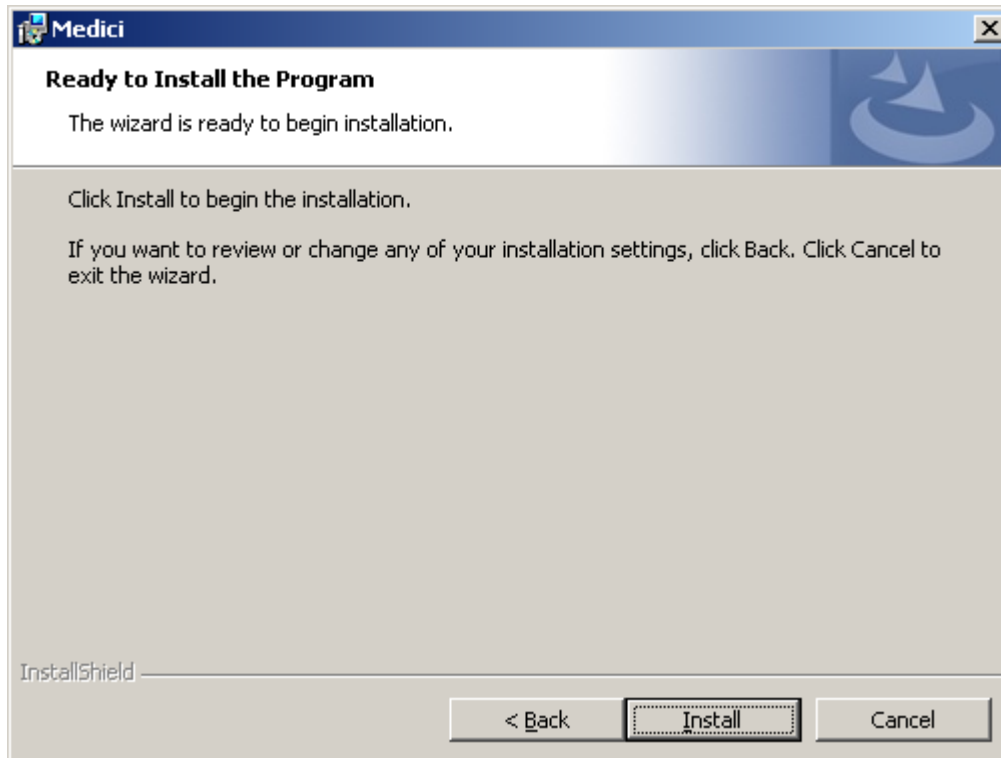 Medici
Ready to Install the Program
The wizard is ready to begin installation.
Click Install to begin the installation.
If you want to review or change any of your installation settings, click Back. Click Cancel to
exit the wizard.
InstallShield
< Back Install Cancel